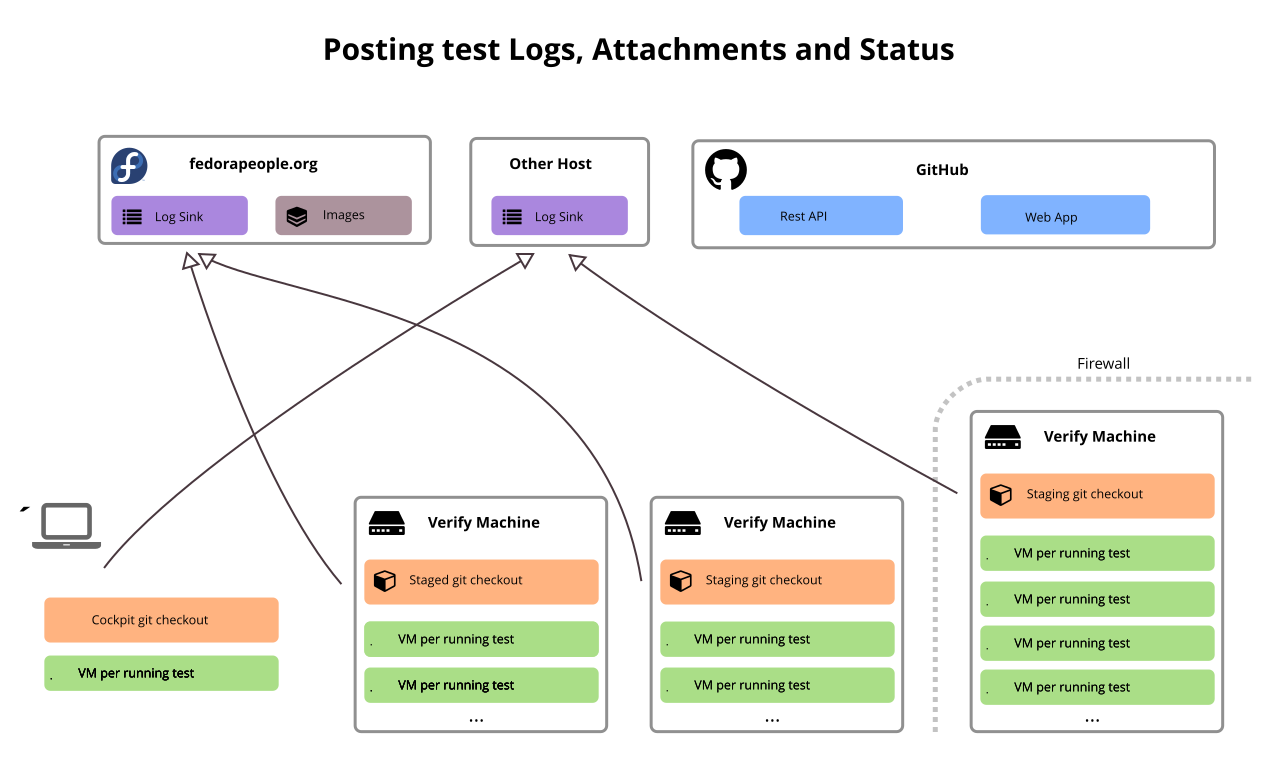 Posting test Logs, Attachments and Status
fedorapeople.org
Log Sink
Images
Other Host
Log Sink
GitHub
Rest API
Web App
Firewall
Cockpit git checkout
VM per running test
Verify Machine
Staged git checkout
VM per running test
VM per running test
...
Verify Machine
Staging git checkout
VM per running test
VM per running test
...
Verify Machine
Staging git checkout
VM per running test
VM per running test
VM per running test
VM per running test
...